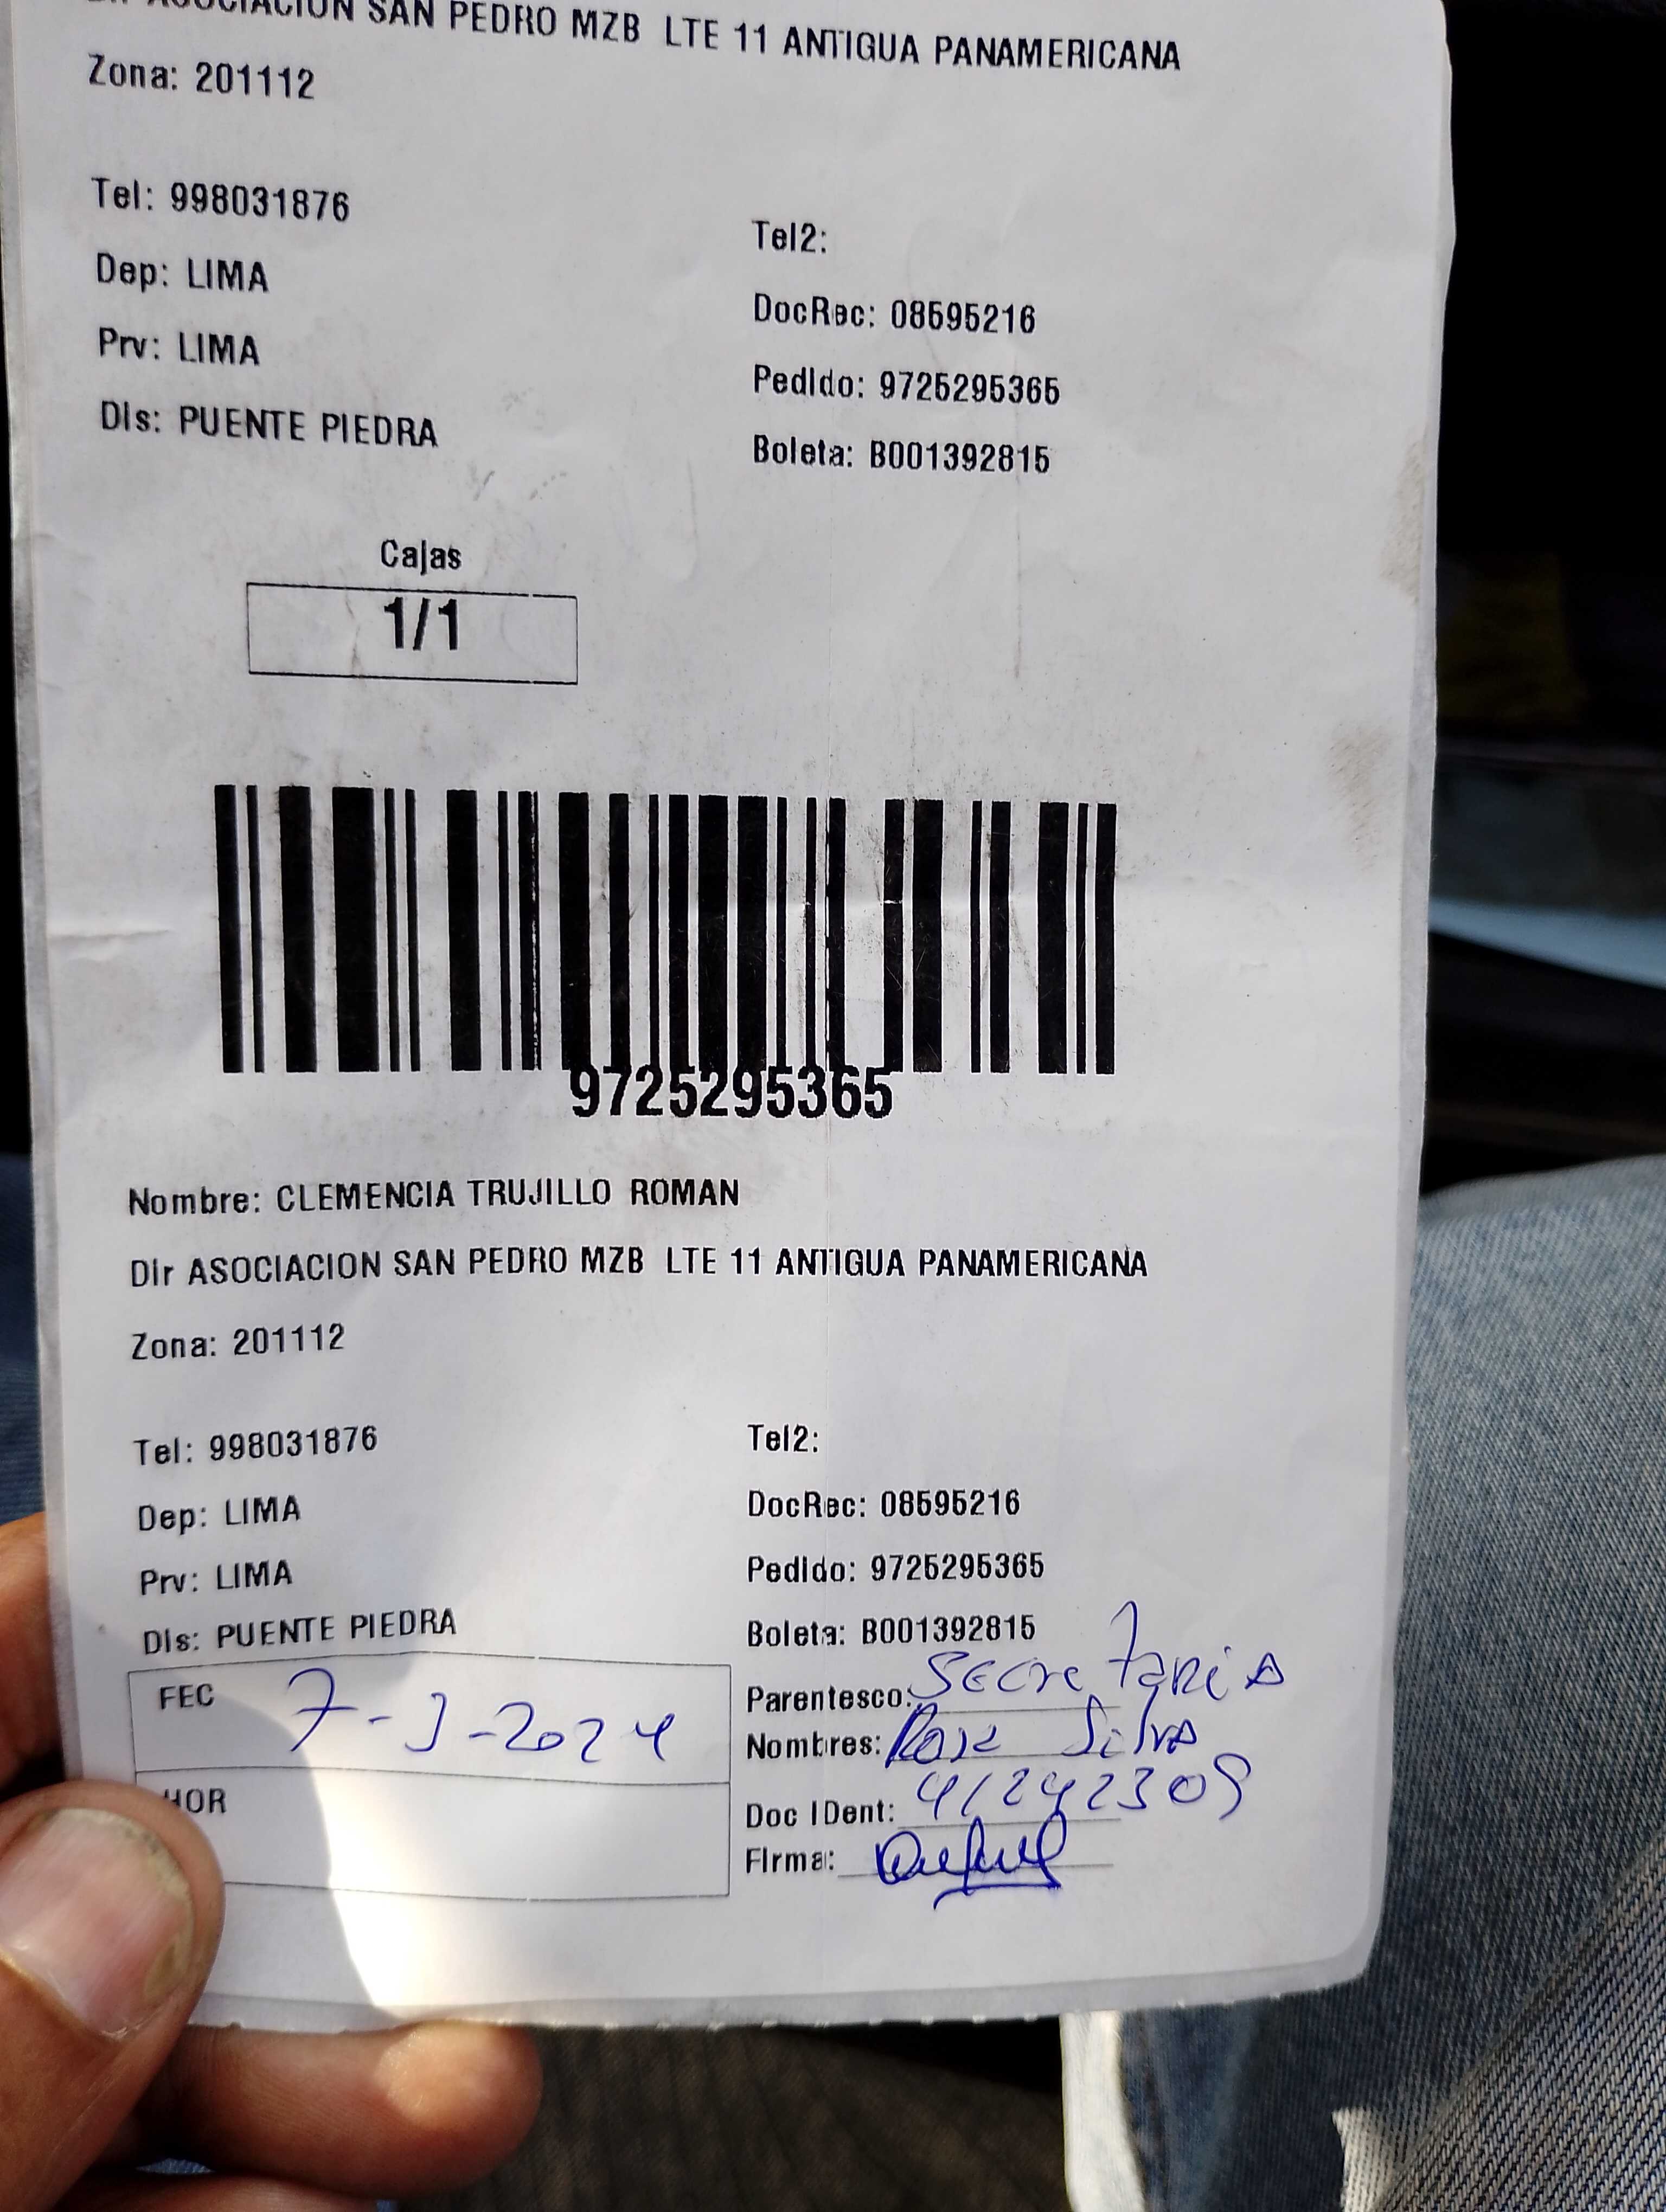 ASOCIACION SAN PEDRO MZB LTE 11 ANTIGUA PANAMERICANA
Zona: 201112
Tel: 998031876
Tel2:
Dep: LIMA
DocRec: 08595216
Prv: LIMA
Pedido: 9725295365
Dis: PUENTE PIEDRA
Boleta: B001392815
Cajas
1/1
9725295365
Nombre: CLEMENCIA TRUJILLO ROMAN
Dir ASOCIACION SAN PEDRO MZB LTE 11 ANTIGUA PANAMERICANA
Zona: 201112
Tel: 998031876
Tel2:
Dep: LIMA
DocRec: 08595216
Prv: LIMA
Pedido: 9725295365
Dis: PUENTE PIEDRA
Boleta: B001392815
FEC 7-3-2024
Parentesco: Secretaria
Nombres: Rosa Silva
HOR
Doc IDent: 41242309
Firma: